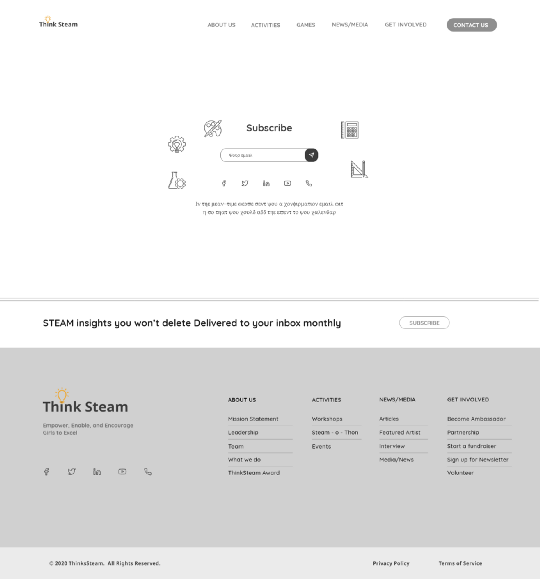 Think Steam
ABOUT US
ACTIVITIES
GAMES
NEWS/MEDIA
GET INVOLVED
CONTACT US
Subscribe
STEAM insights you won't delete Delivered to your inbox monthly
SUBSCRIBE
Think Steam
Empower, Enable, and Encourage
Girls to Excel
ABOUT US
Mission Statement
Leadership
Team
What we do
ThinkSteam Award
ACTIVITIES
Workshops
Steam - o - Thon
Events
NEWS/MEDIA
Articles
Featured Artist
Interview
Media/News
GET INVOLVED
Become Ambassador
Partnership
Start a fundraiser
Sign up for Newsletter
Volunteer
© 2020 ThinksSteam. All Rights Reserved.
Privacy Policy
Terms of Service